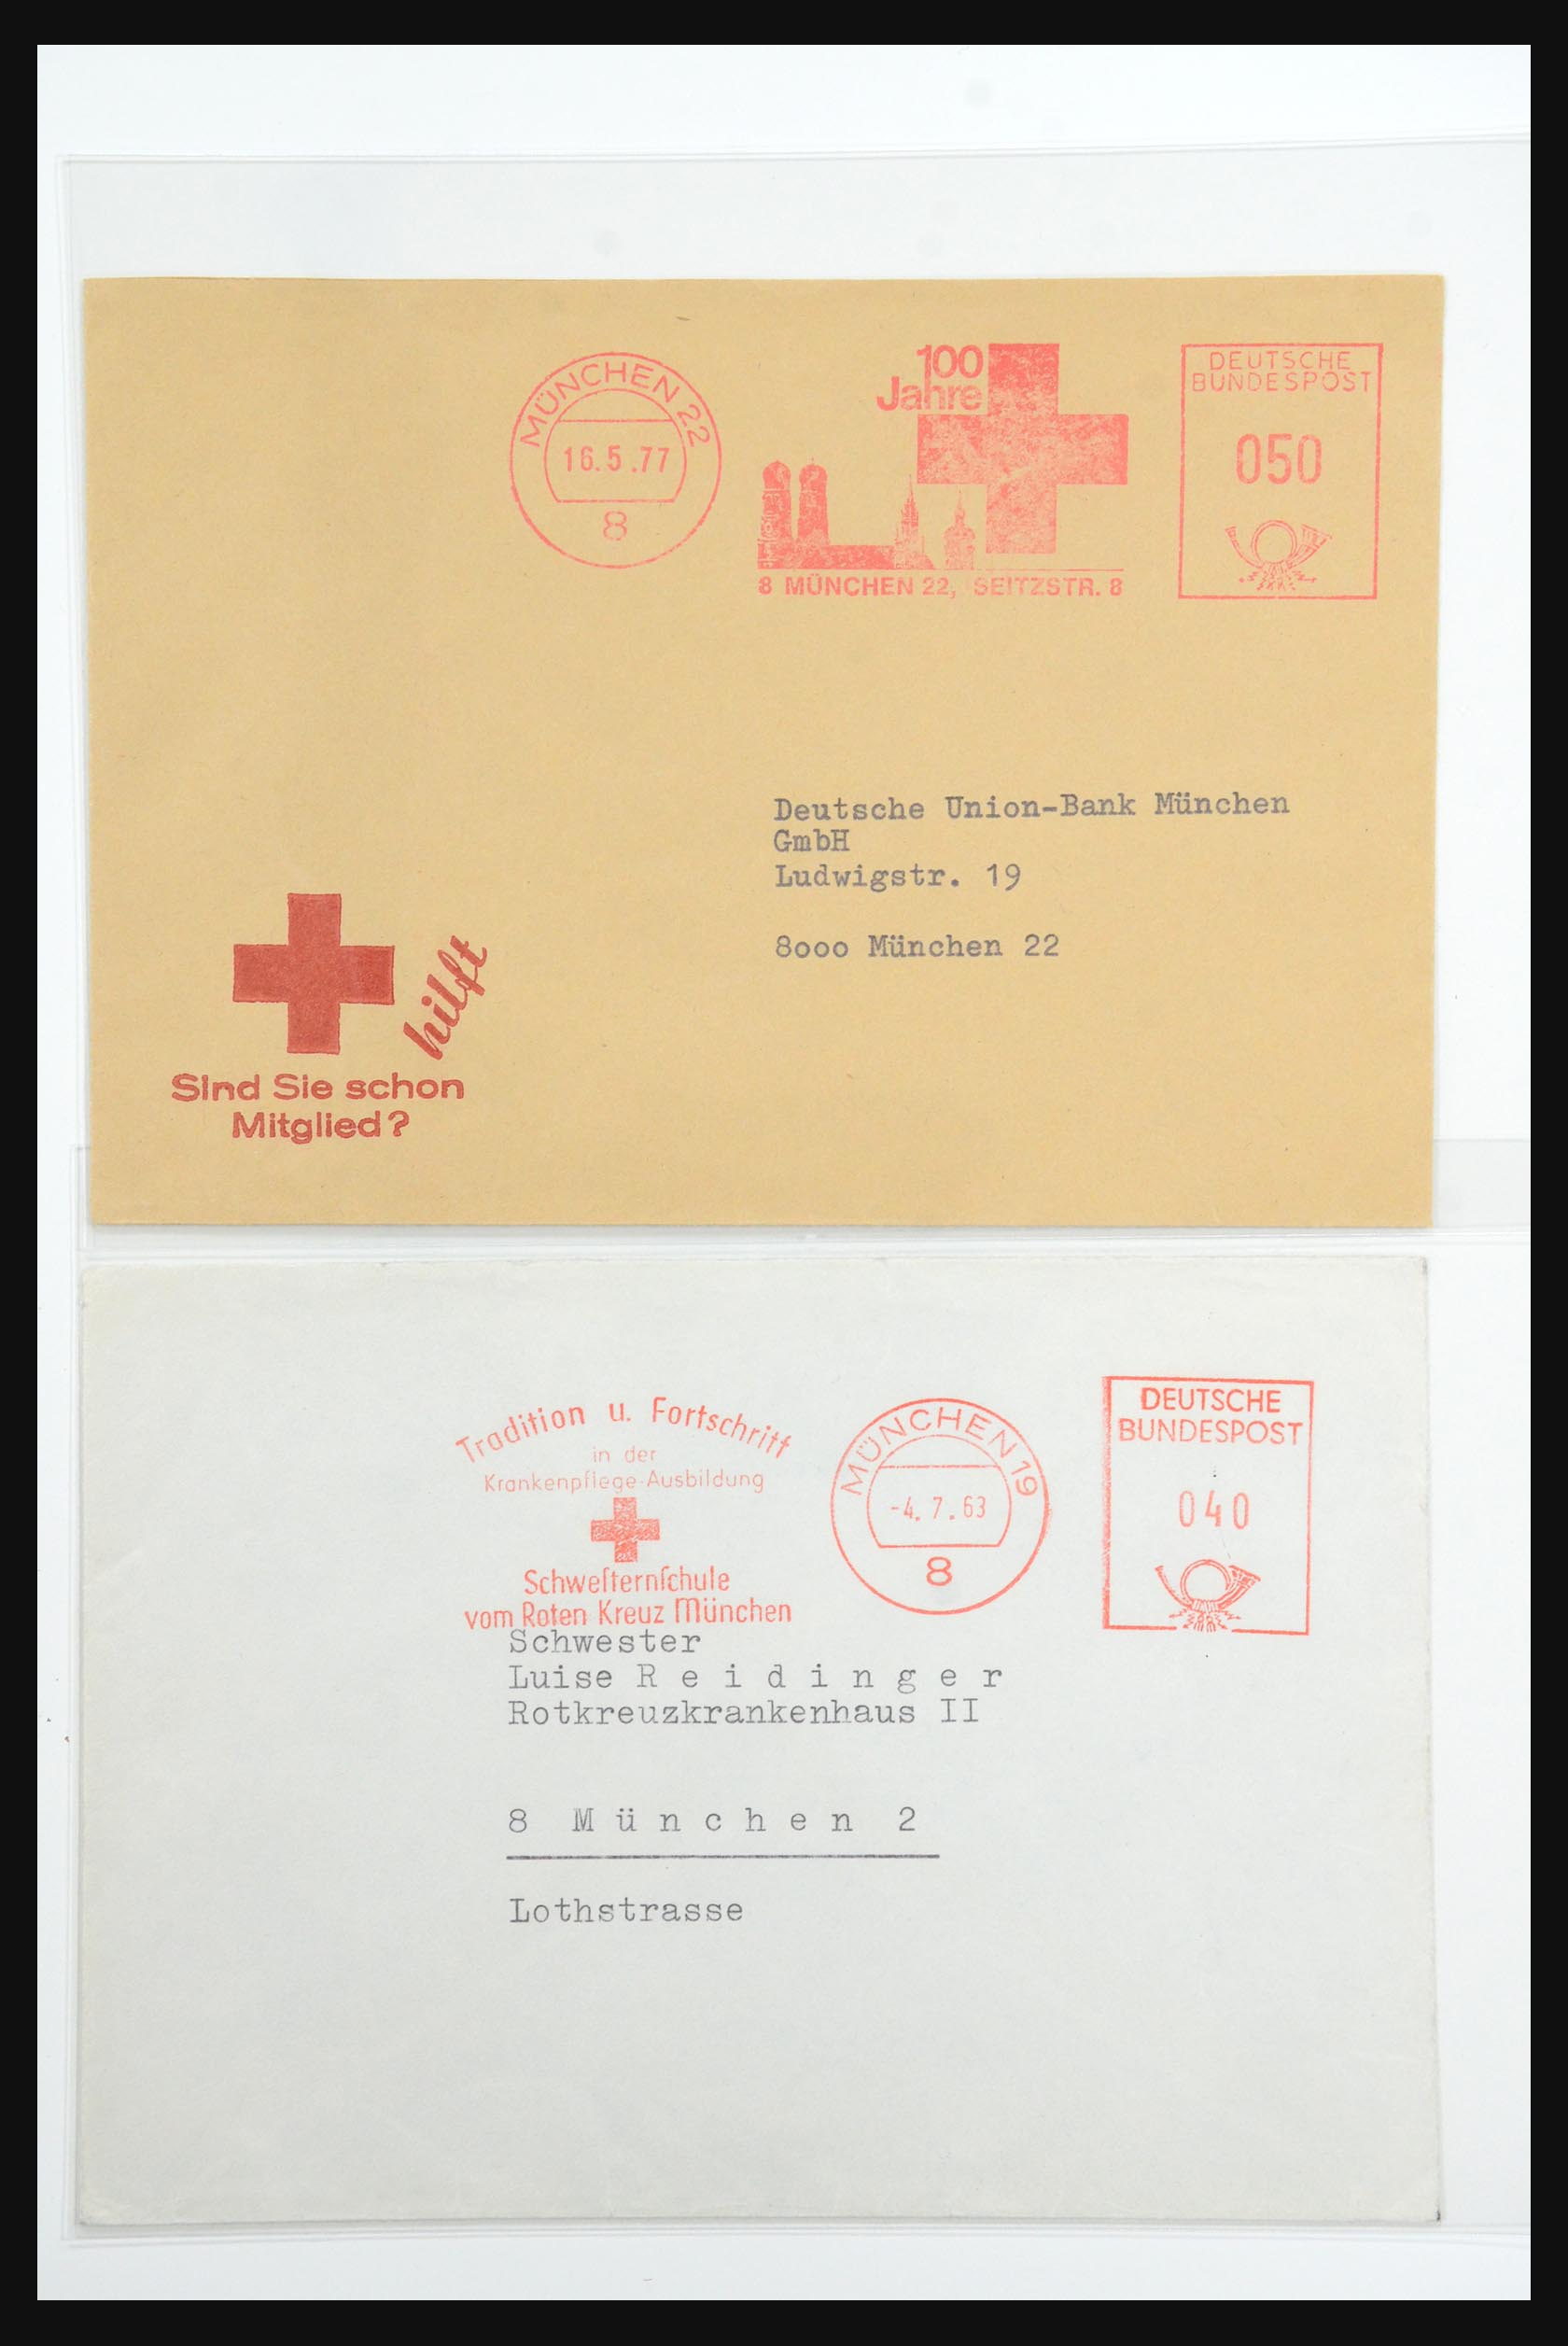 MÜNCHEN 22
16.5.77
8
100
Jahre
8 MÜNCHEN 22, SEITZSTR. 8
DEUTSCHE
BUNDESPOST
050
Deutsche Union-Bank München
GmbH
Ludwigstr. 19
8ooo München 22
hilft
Sind Sie schon
Mitglied?
Tradition u. Fortschritt
in der
Krankenpflege-Ausbildung
Schweſternſchule
vom Roten Kreuz München
MÜNCHEN 19
-4.7.63
8
DEUTSCHE
BUNDESPOST
040
Schwester
Luise R e i d i n g e r
Rotkreuzkrankenhaus II
8 M ü n c h e n 2
Lothstrasse